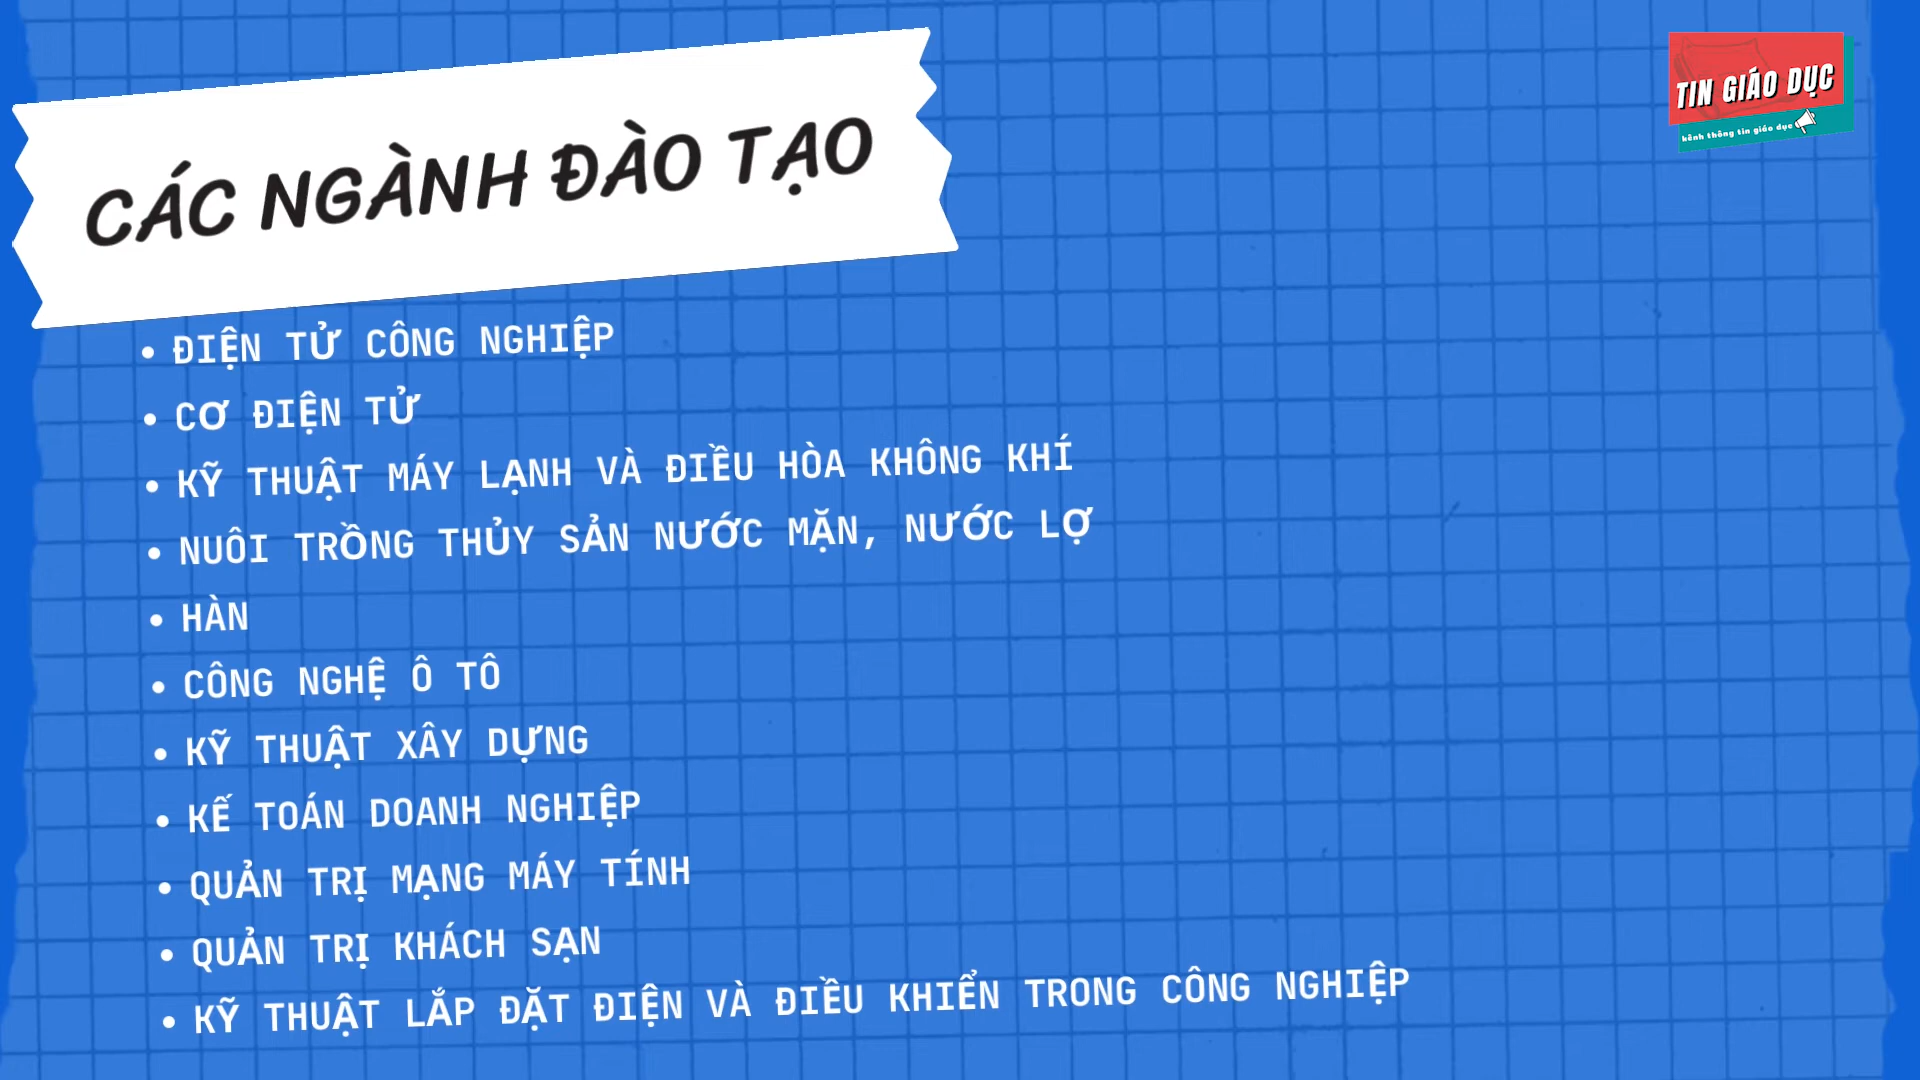 TIN GIÁO DỤC
kênh thông tin giáo dục
CÁC NGÀNH ĐÀO TẠO
• ĐIỆN TỬ CÔNG NGHIỆP
• CƠ ĐIỆN TỬ
• KỸ THUẬT MÁY LẠNH VÀ ĐIỀU HÒA KHÔNG KHÍ
• NUÔI TRỒNG THỦY SẢN NƯỚC MẶN, NƯỚC LỢ
• HÀN
• CÔNG NGHỆ Ô TÔ
• KỸ THUẬT XÂY DỰNG
• KẾ TOÁN DOANH NGHIỆP
• QUẢN TRỊ MẠNG MÁY TÍNH
• QUẢN TRỊ KHÁCH SẠN
• KỸ THUẬT LẮP ĐẶT ĐIỆN VÀ ĐIỀU KHIỂN TRONG CÔNG NGHIỆP